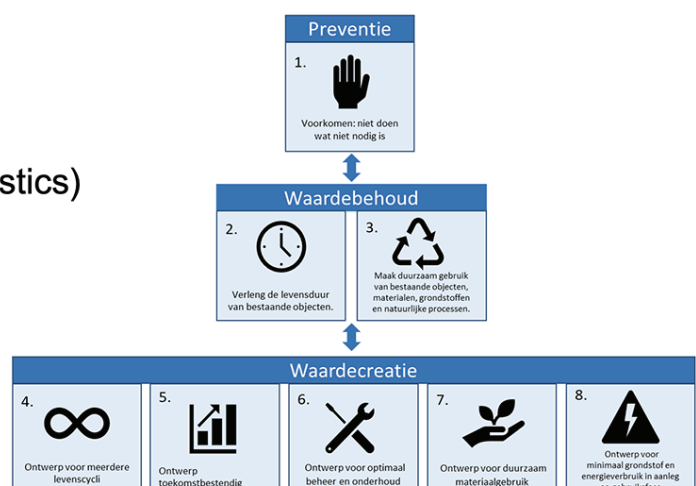 stics)
Preventie
1.
Voorkomen: niet doen
wat niet nodig is
Waardebehoud
2.
Verleng de levensduur
van bestaande objecten.
3.
Maak duurzaam gebruik
van bestaande objecten,
materialen, grondstoffen
en natuurlijke processen.
Waardecreatie
4.
Ontwerp voor meerdere
levenscycli
5.
Ontwerp
toekomstbestendig
6.
Ontwerp voor optimaal
beheer en onderhoud
7.
Ontwerp voor duurzaam
materiaalgebruik
8.
Ontwerp voor
minimaal grondstof en
energieverbruik in aanleg